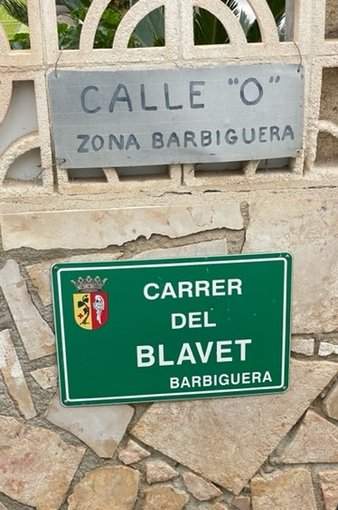 CALLE "O"
ZONA BARBIGUERA
CARRER
DEL
BLAVET
BARBIGUERA